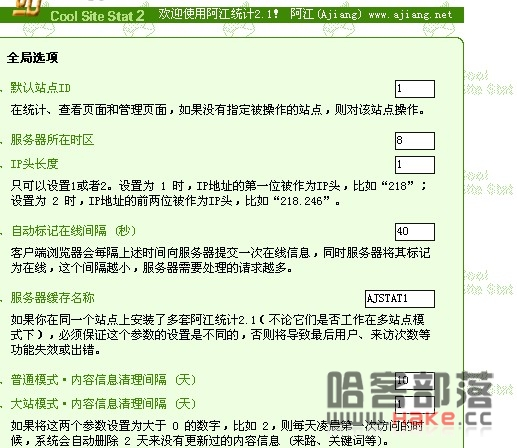 Cool Site Stat 2 欢迎使用阿江统计2.1! 阿江(Ajiang) www.ajiang.net
全局选项
默认站点ID 1
在统计、查看页面和管理页面，如果没有指定被操作的站点，则对该站点操作。
服务器所在时区 8
IP头长度 1
只可以设置1或者2。设置为 1 时，IP地址的第一位被作为IP头，比如“218”；
设置为 2 时，IP地址的前两位被作为IP头，比如“218.246”。
自动标记在线间隔 (秒) 40
客户端浏览器会每隔上述时间向服务器提交一次在线信息，同时服务器将其标记
为在线，这个间隔越小，服务器需要处理的请求越多。
服务器缓存名称 AJSTAT1
如果你在同一个站点上安装了多套阿江统计2.1(不论它们是否工作在多站点模
式下)，必须保证这个参数的设置是不同的，否则将导致最后用户、来访次数等
功能失效或出错。
普通模式·内容信息清理间隔 (天) 10
大站模式·内容信息清理间隔 (天) 1
如果将这两个参数设置为大于 0 的数字，比如 2，则每天凌晨第一次访问的时
候，系统会自动删除 2 天来没有更新过的内容信息 (来路、关键词等)。
Cool
Site Stat
Cool
Site Stat
Cool
Site Stat
哈客部落
www.Hake.cc